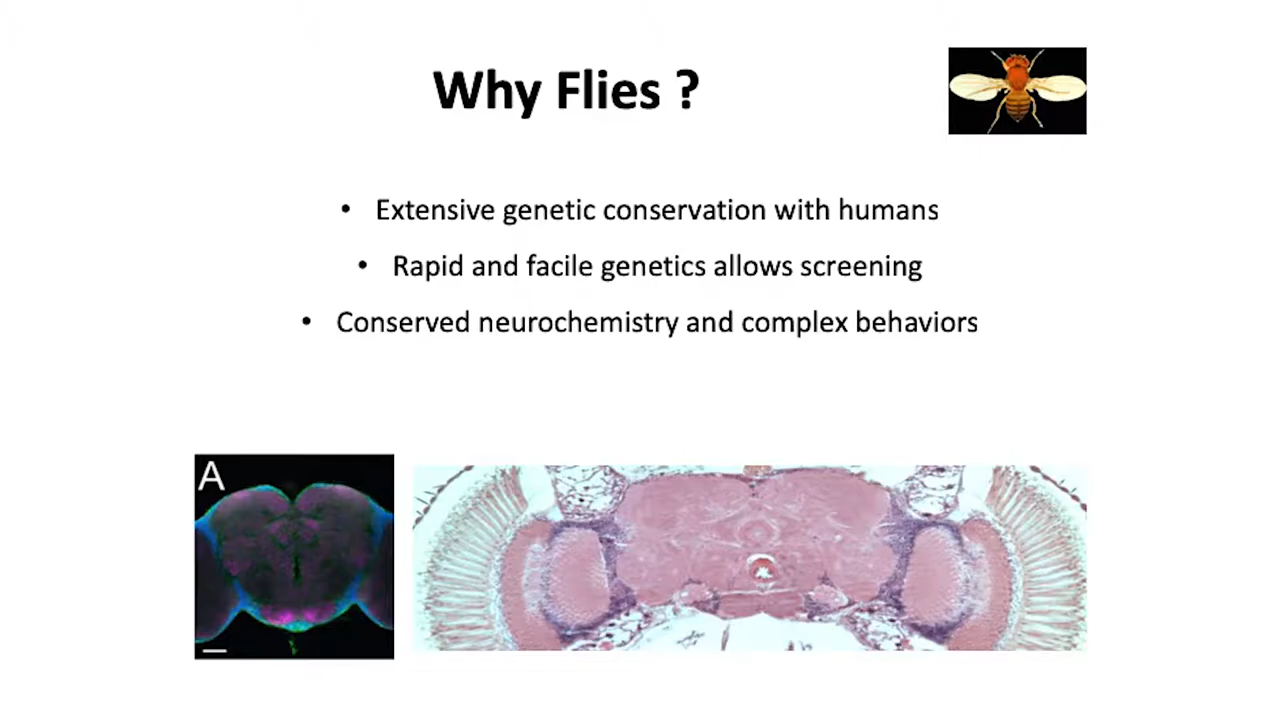 Why Flies ?
• Extensive genetic conservation with humans
• Rapid and facile genetics allows screening
• Conserved neurochemistry and complex behaviors
A